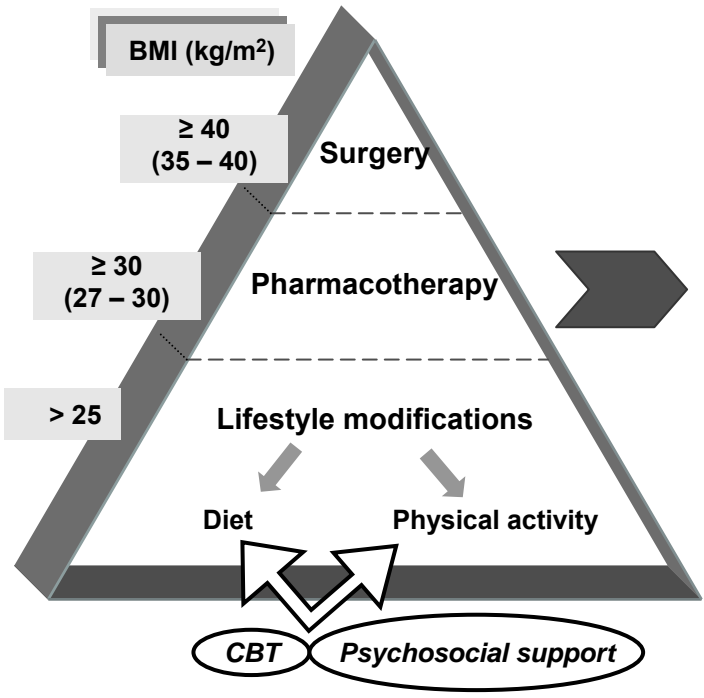 BMI (kg/m²)
≥ 40
(35 – 40)
Surgery
≥ 30
(27 – 30)
Pharmacotherapy
> 25
Lifestyle modifications
Diet
Physical activity
CBT
Psychosocial support